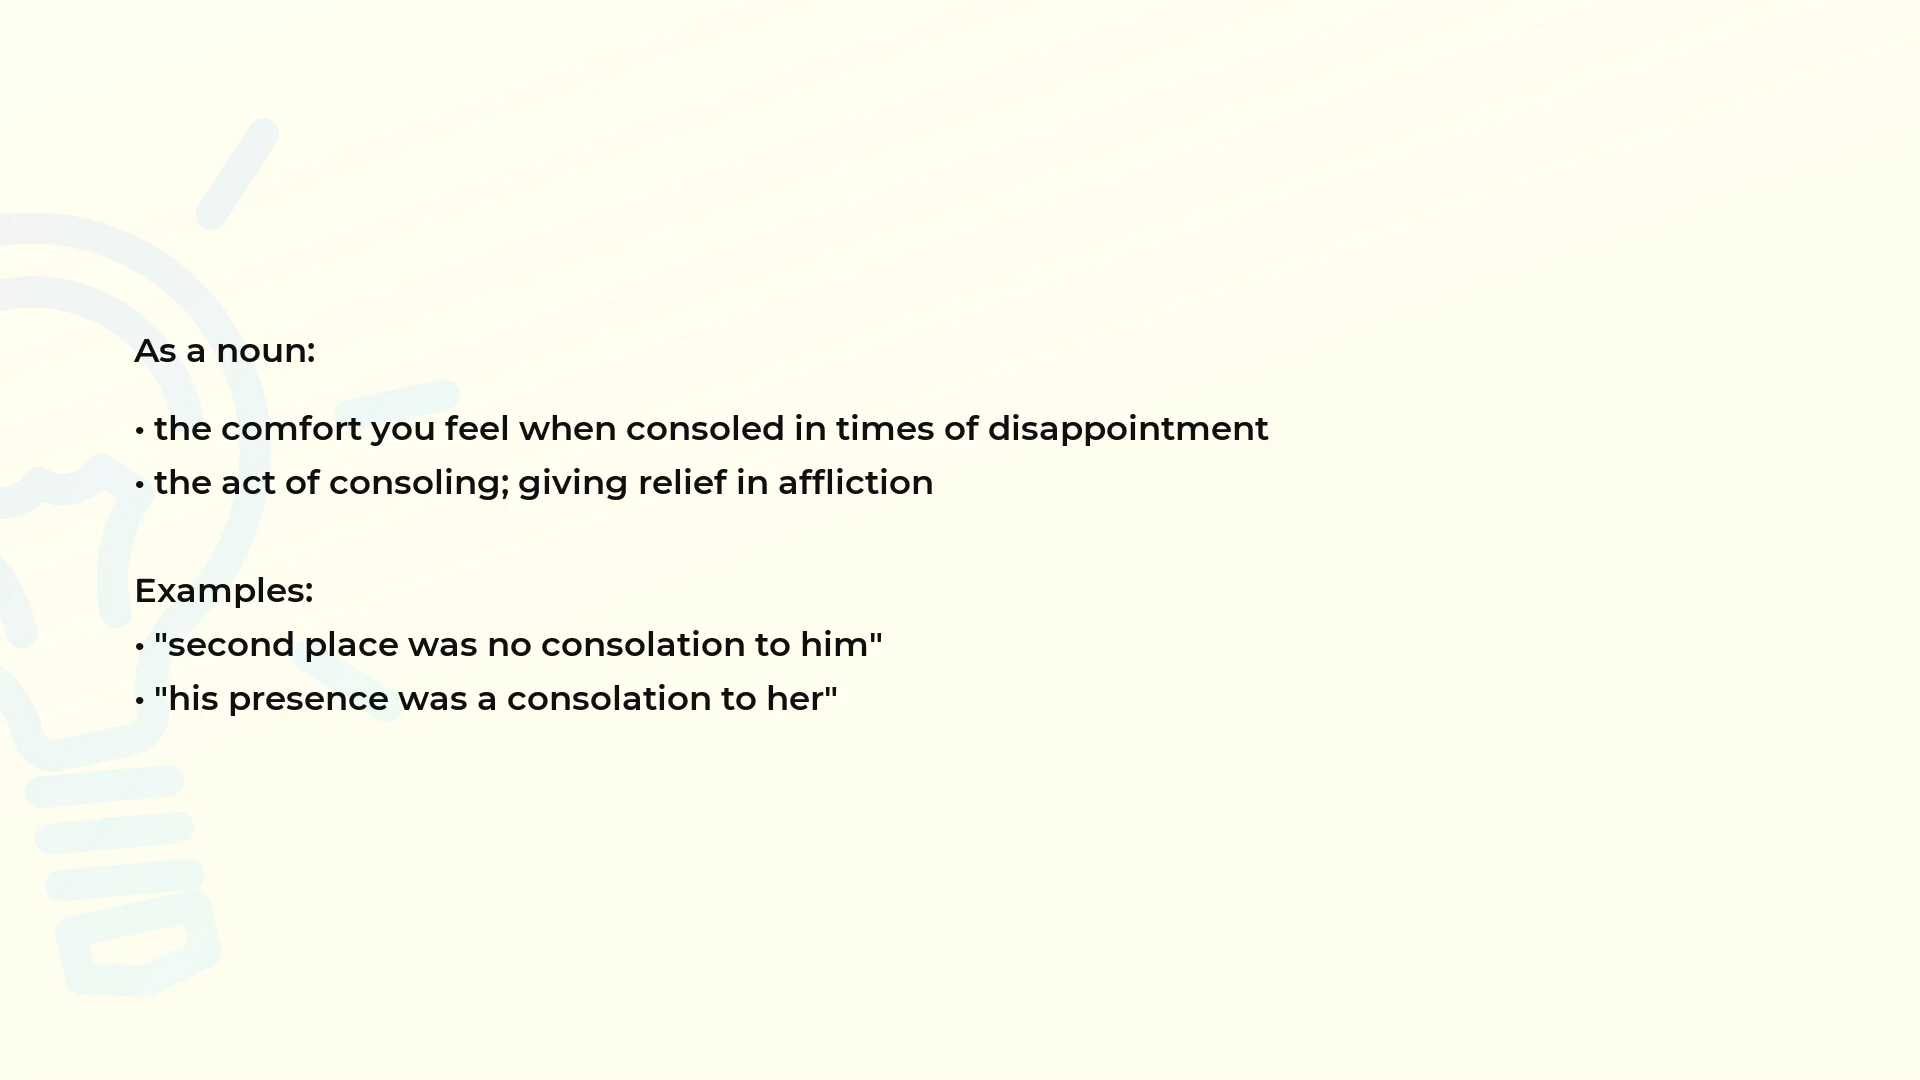 As a noun:
• the comfort you feel when consoled in times of disappointment
• the act of consoling; giving relief in affliction
Examples:
• "second place was no consolation to him"
• "his presence was a consolation to her"